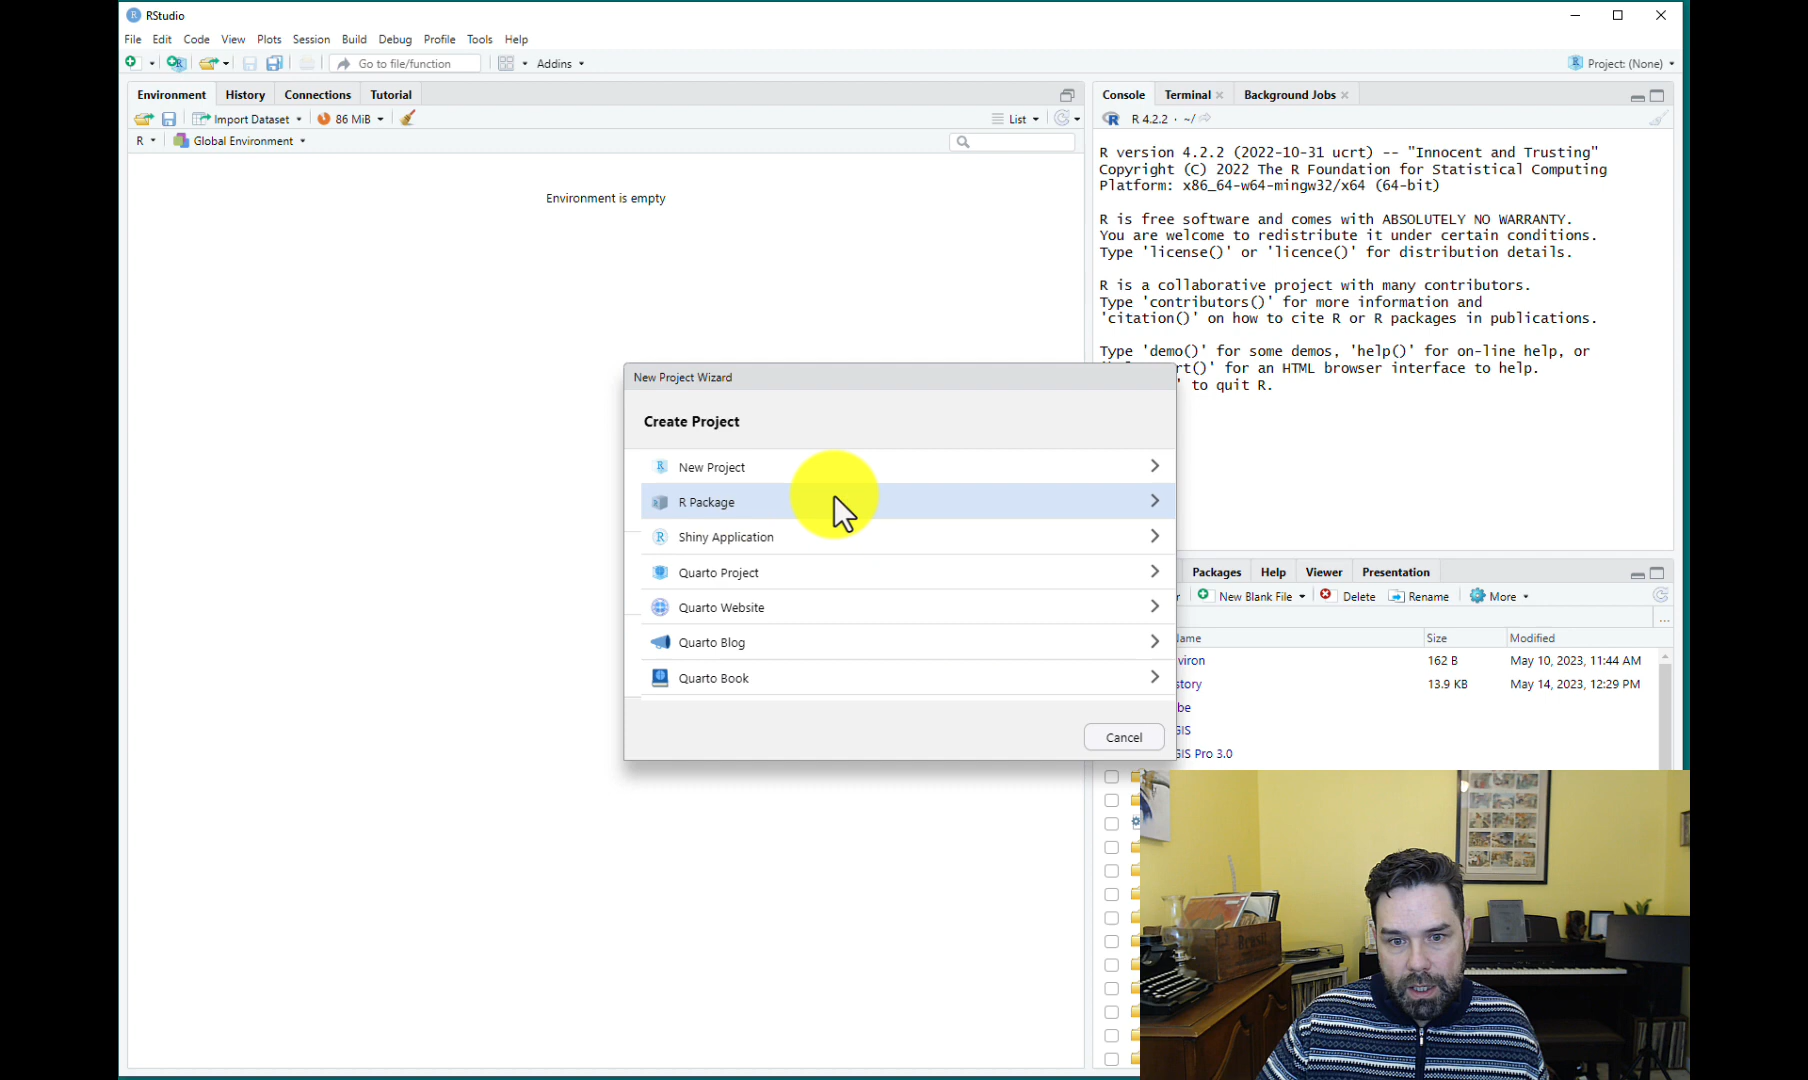 RStudio
File Edit Code View Plots Session Build Debug Profile Tools Help
Go to file/function Addins Project: (None)
Environment History Connections Tutorial
Import Dataset 86 MiB List
R Global Environment
Environment is empty
Console Terminal Background Jobs
R 4.2.2 · ~/
R version 4.2.2 (2022-10-31 ucrt) -- "Innocent and Trusting"
Copyright (C) 2022 The R Foundation for Statistical Computing
Platform: x86_64-w64-mingw32/x64 (64-bit)
R is free software and comes with ABSOLUTELY NO WARRANTY.
You are welcome to redistribute it under certain conditions.
Type 'license()' or 'licence()' for distribution details.
R is a collaborative project with many contributors.
Type 'contributors()' for more information and
'citation()' on how to cite R or R packages in publications.
Type 'demo()' for some demos, 'help()' for on-line help, or
rt()' for an HTML browser interface to help.
' to quit R.
New Project Wizard
Create Project
New Project
R Package
Shiny Application
Quarto Project
Quarto Website
Quarto Blog
Quarto Book
Cancel
Packages Help Viewer Presentation
New Blank File Delete Rename More
ame Size Modified
viron 162 B May 10, 2023, 11:44 AM
story 13.9 KB May 14, 2023, 12:29 PM
be
GIS
GIS Pro 3.0